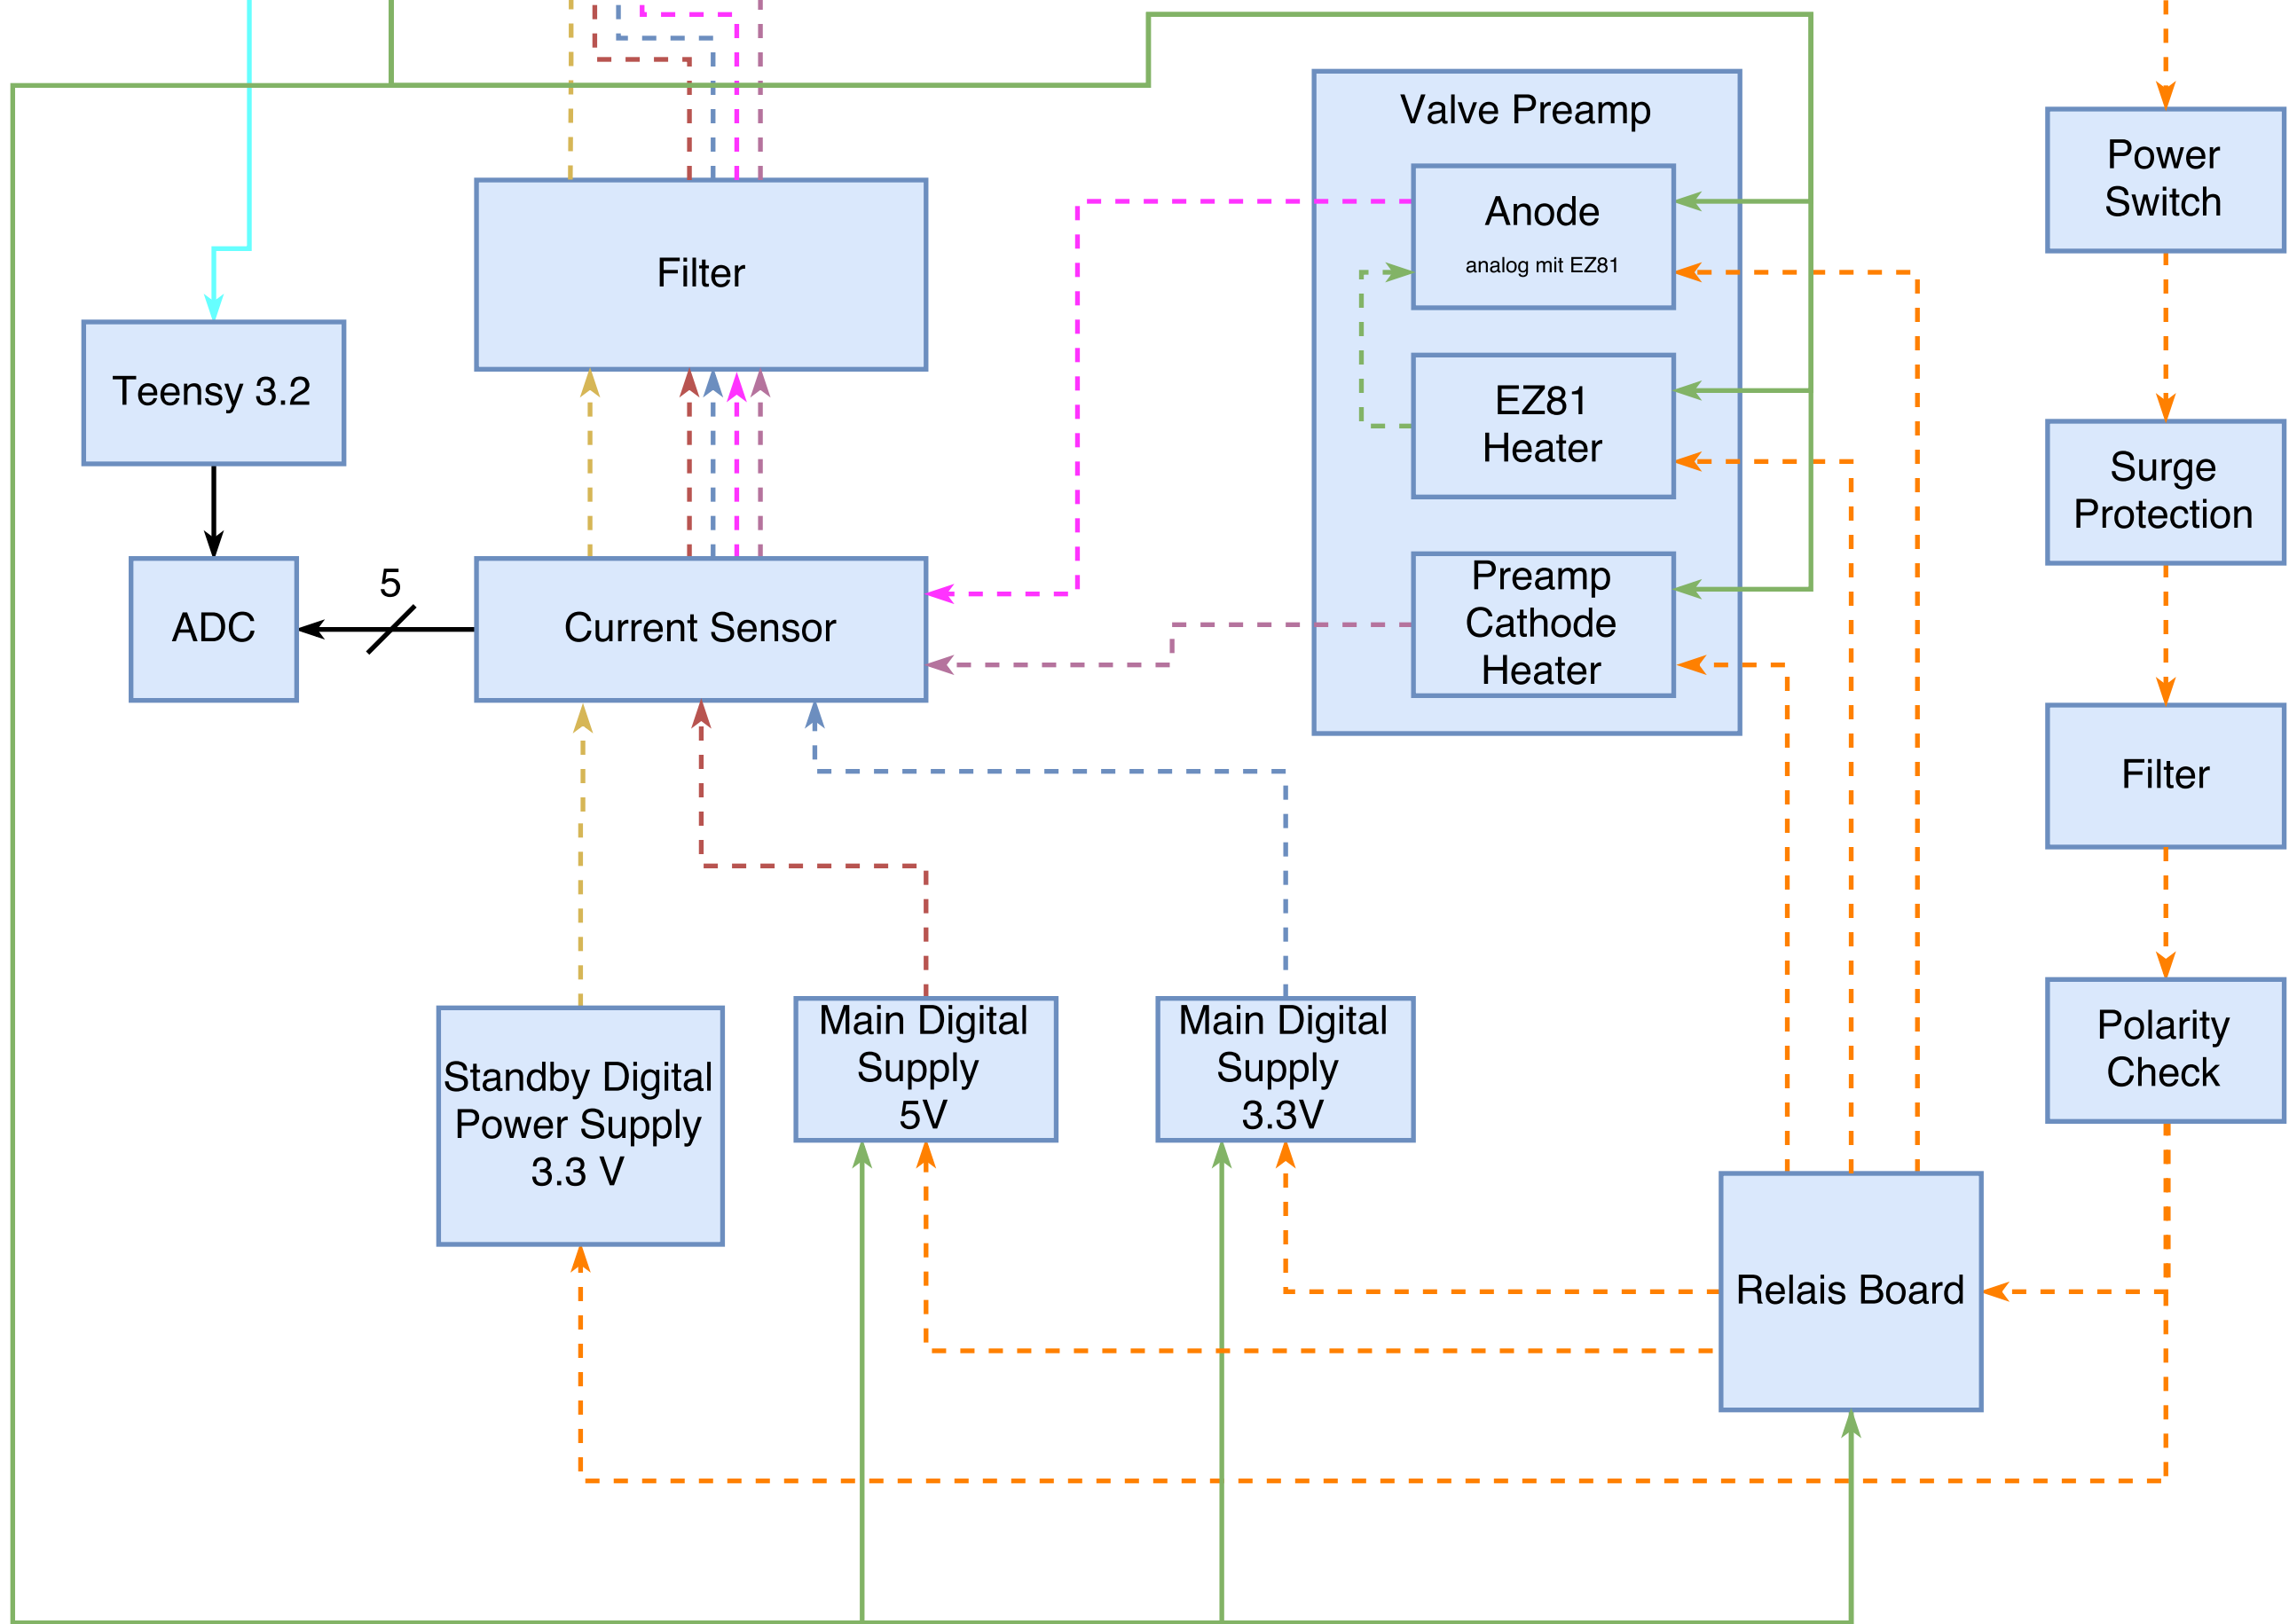 Valve Preamp
Power
Switch
Anode
analog mit EZ81
Filter
Teensy 3.2
EZ81
Heater
Surge
Protection
5
ADC
Current Sensor
Preamp
Cathode
Heater
Filter
Standby Digital
Power Supply
3.3 V
Main Digital
Supply
5V
Main Digital
Supply
3.3V
Polarity
Check
Relais Board